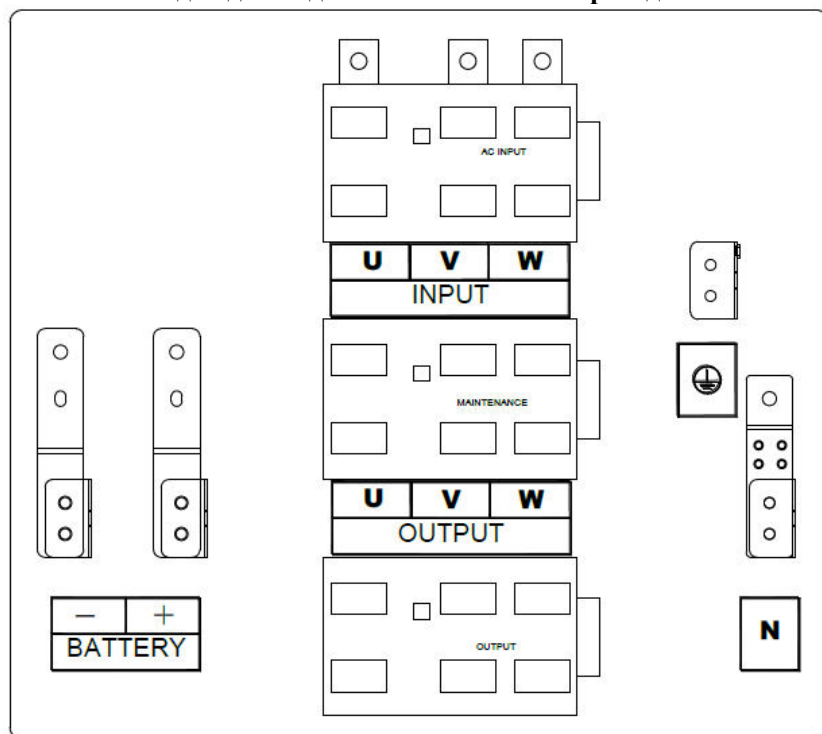 AC INPUT
U V W
INPUT
MAINTENANCE
U V W
OUTPUT
− +
BATTERY
OUTPUT
N